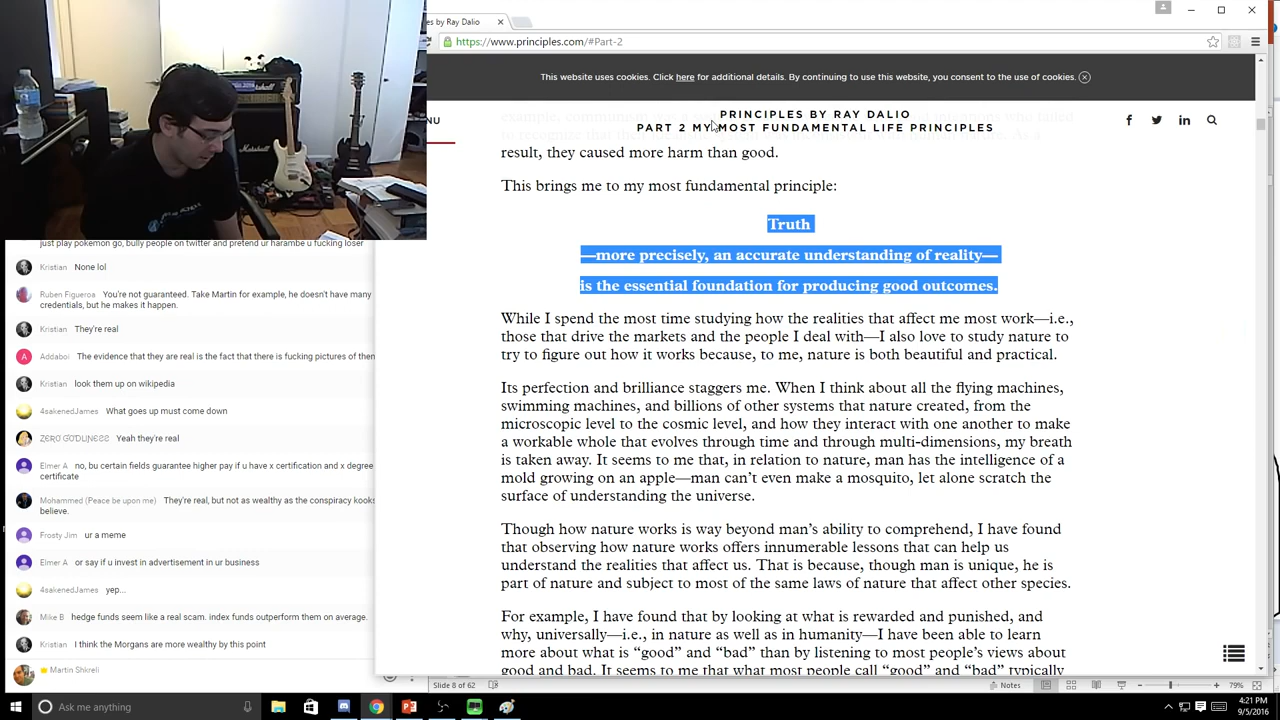 les by Ray Dalio
https://www.principles.com/#Part-2
This website uses cookies. Click here for additional details. By continuing to use this website, you consent to the use of cookies.
NU
PRINCIPLES BY RAY DALIO
PART 2 MY MOST FUNDAMENTAL LIFE PRINCIPLES
result, they caused more harm than good.
This brings me to my most fundamental principle:
Truth
—more precisely, an accurate understanding of reality—
is the essential foundation for producing good outcomes.
While I spend the most time studying how the realities that affect me most work—i.e.,
those that drive the markets and the people I deal with—I also love to study nature to
try to figure out how it works because, to me, nature is both beautiful and practical.
Its perfection and brilliance staggers me. When I think about all the flying machines,
swimming machines, and billions of other systems that nature created, from the
microscopic level to the cosmic level, and how they interact with one another to make
a workable whole that evolves through time and through multi-dimensions, my breath
is taken away. It seems to me that, in relation to nature, man has the intelligence of a
mold growing on an apple—man can't even make a mosquito, let alone scratch the
surface of understanding the universe.
Though how nature works is way beyond man's ability to comprehend, I have found
that observing how nature works offers innumerable lessons that can help us
understand the realities that affect us. That is because, though man is unique, he is
part of nature and subject to most of the same laws of nature that affect other species.
For example, I have found that by looking at what is rewarded and punished, and
why, universally—i.e., in nature as well as in humanity—I have been able to learn
more about what is “good” and “bad” than by listening to most people's views about
good and bad. It seems to me that what most people call “good” and “bad” typically
Marshall
Marshall
just play pokemon go, bully people on twitter and pretend ur harambe u fucking loser
Kristian None lol
Ruben Figueroa You're not guaranteed. Take Martin for example, he doesn't have many
credentials, but he makes it happen.
Kristian They're real
A Addaboi The evidence that they are real is the fact that there is fucking pictures of then
Kristian look them up on wikipedia
4sakenedJames What goes up must come down
ZERO GODLINESS Yeah they're real
Elmer A no, bu certain fields guarantee higher pay if u have x certification and x degree
certificate
Mohammed (Peace be upon me) They're real, but not as wealthy as the conspiracy kooks
believe.
Frosty Jim ur a meme
Elmer A or say if u invest in advertisement in ur business
4sakenedJames yep...
Mike B hedge funds seem like a real scam. index funds outperform them on average.
Kristian I think the Morgans are more wealthy by this point
Martin Shkreli
Slide 8 of 62
Notes
79%
Ask me anything
4:21 PM
9/5/2016